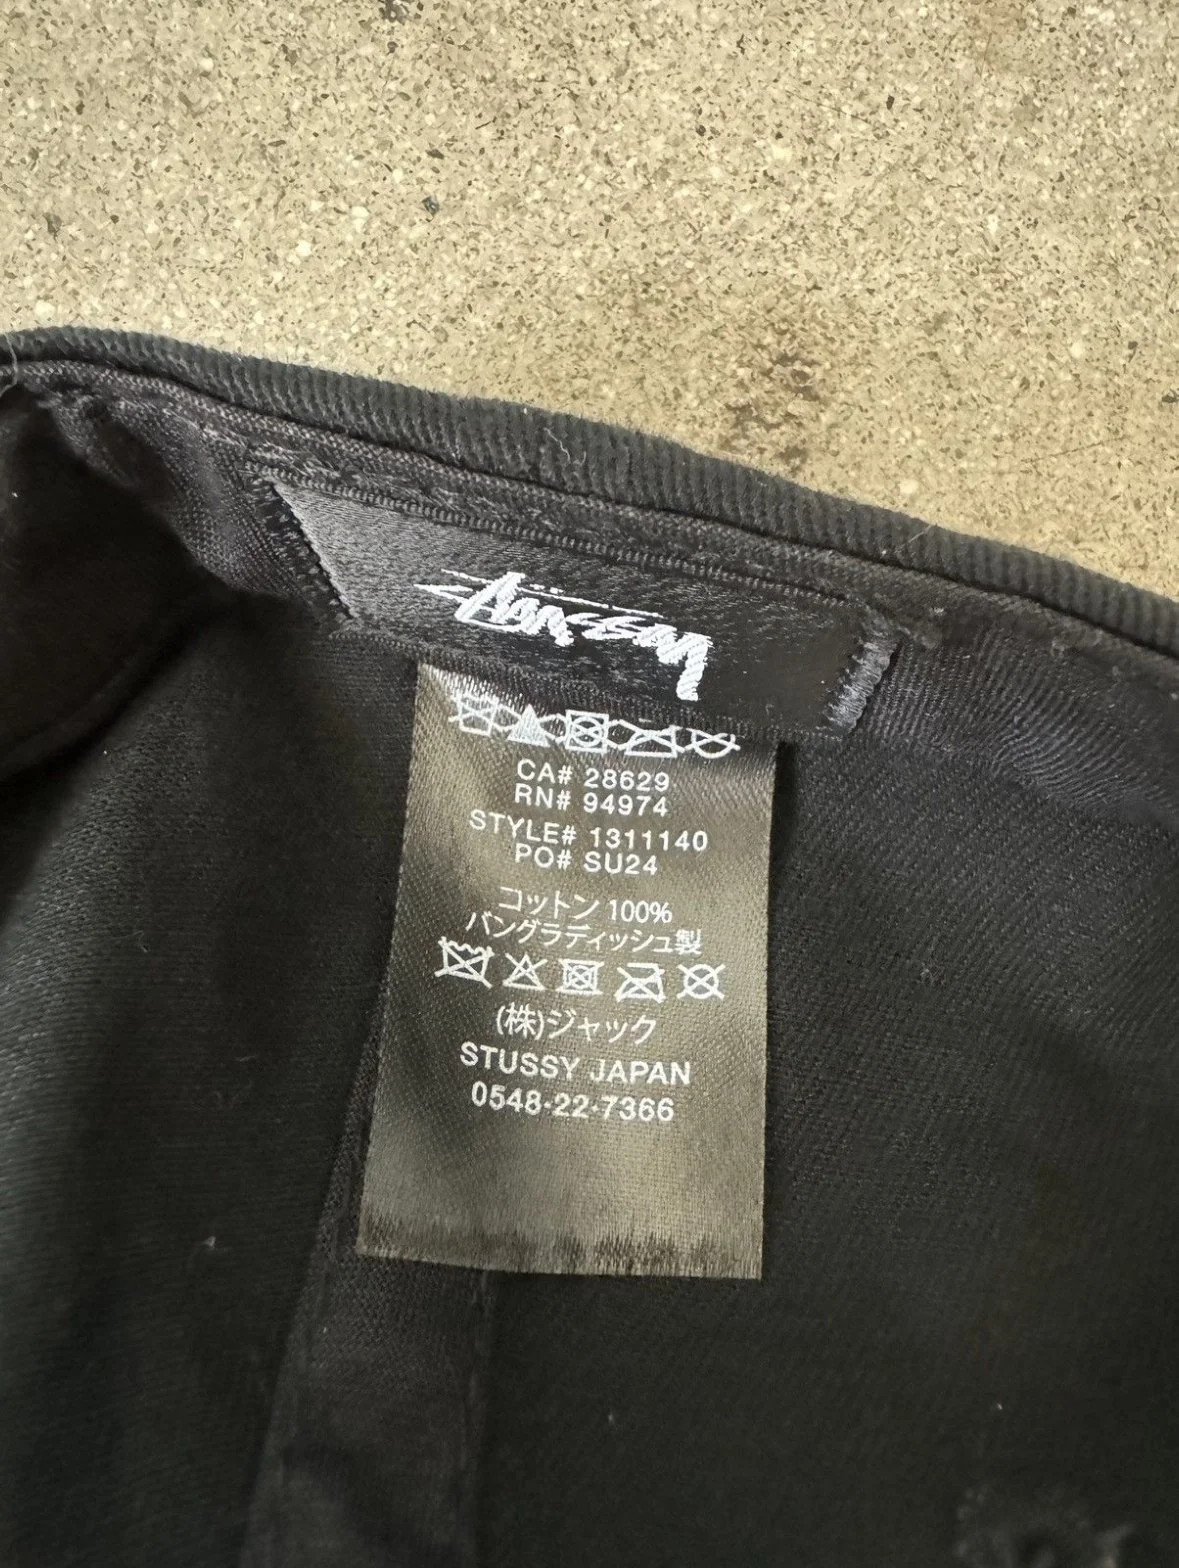 Stüssy
CA# 28629
RN# 94974
STYLE# 1311140
PO# SU24
コットン 100%
バングラディッシュ製
(株)ジャック
STUSSY JAPAN
0548-22-7366